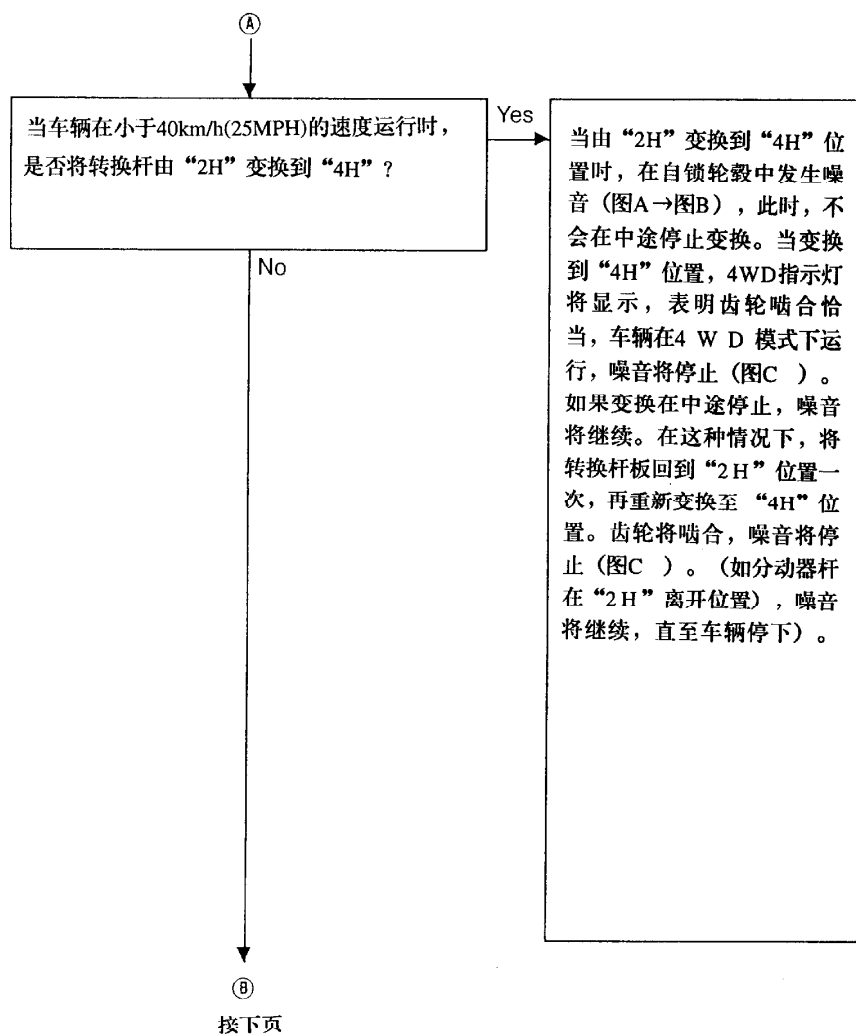 Ⓐ
当车辆在小于40km/h(25MPH)的速度运行时，
是否将转换杆由“2H”变换到“4H”？
Yes
No
当由“2H”变换到“4H”位
置时，在自锁轮毂中发生噪
音（图A→图B），此时，不
会在中途停止变换。当变换
到“4H”位置，4WD指示灯
将显示，表明齿轮啮合恰
当，车辆在4 W D 模式下运
行，噪音将停止（图C ）。
如果变换在中途停止，噪音
将继续。在这种情况下，将
转换杆板回到“2H”位置一
次，再重新变换至“4H”位
置。齿轮将啮合，噪音将停
止（图C ）。（如分动器杆
在“2H”离开位置），噪音
将继续，直至车辆停下）。
Ⓑ
接下页